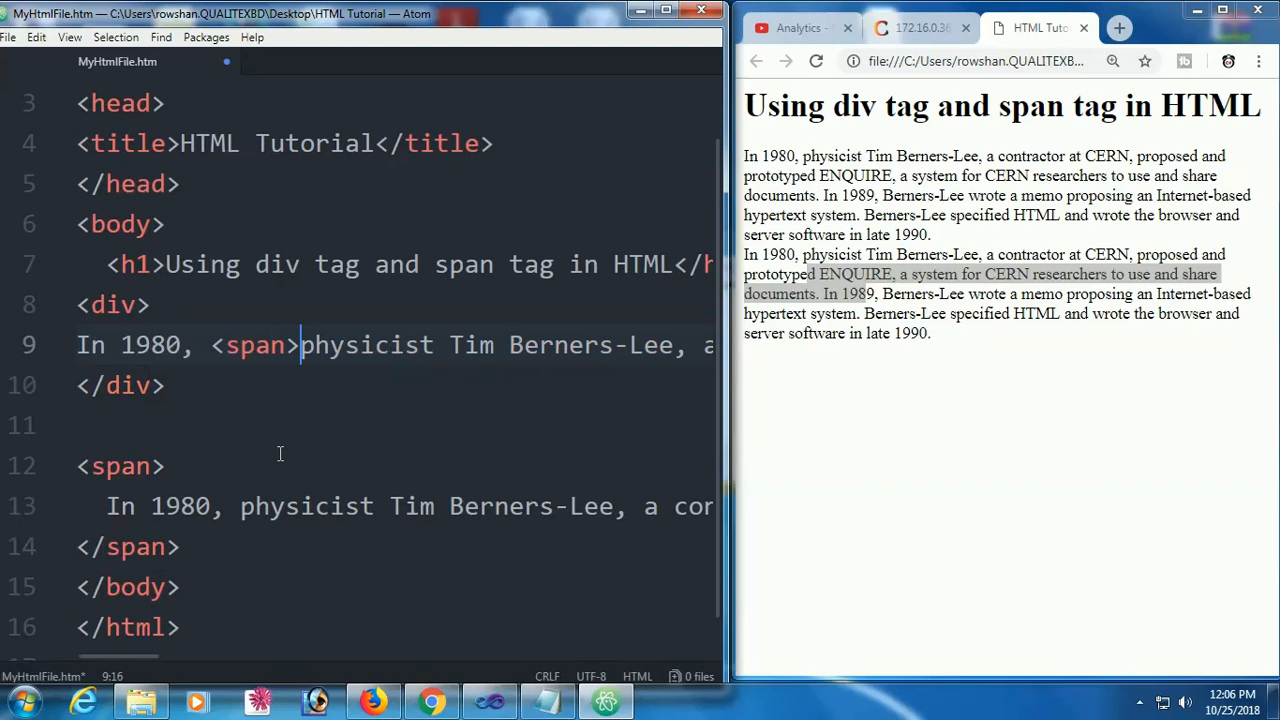 MyHtmlFile.htm — C:\Users\rowshan.QUALITEXBD\Desktop\HTML Tutorial — Atom
File Edit View Selection Find Packages Help
MyHtmlFile.htm
3 <head>
4 <title>HTML Tutorial</title>
5 </head>
6 <body>
7 <h1>Using div tag and span tag in HTML</h
8 <div>
9 In 1980, <span>physicist Tim Berners-Lee, a
10 </div>
11
12 <span>
13 In 1980, physicist Tim Berners-Lee, a con
14 </span>
15 </body>
16 </html>
MyHtmlFile.htm* 9:16 CRLF UTF-8 HTML 0 files
Analytics - 172.16.0.36 HTML Tuto
file:///C:/Users/rowshan.QUALITEXBD...
Using div tag and span tag in HTML
In 1980, physicist Tim Berners-Lee, a contractor at CERN, proposed and
prototyped ENQUIRE, a system for CERN researchers to use and share
documents. In 1989, Berners-Lee wrote a memo proposing an Internet-based
hypertext system. Berners-Lee specified HTML and wrote the browser and
server software in late 1990.
In 1980, physicist Tim Berners-Lee, a contractor at CERN, proposed and
prototyped ENQUIRE, a system for CERN researchers to use and share
documents. In 1989, Berners-Lee wrote a memo proposing an Internet-based
hypertext system. Berners-Lee specified HTML and wrote the browser and
server software in late 1990.
12:06 PM
10/25/2018